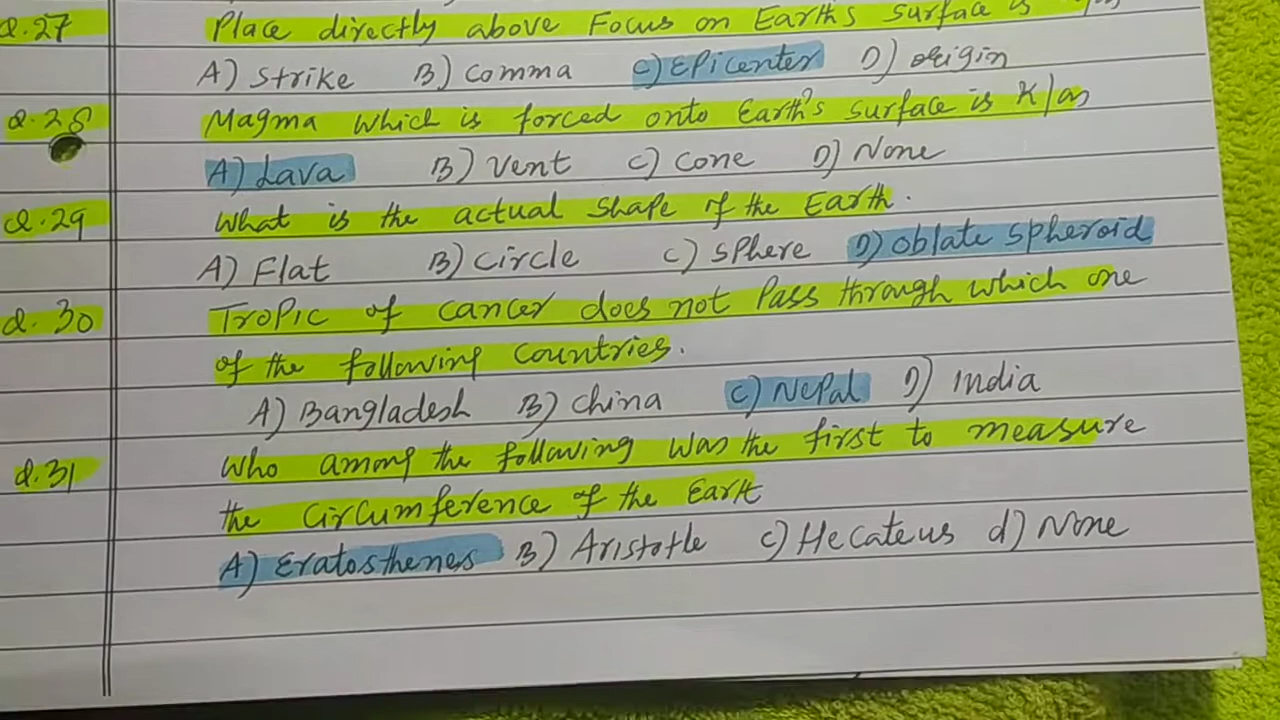 Q.27 Place directly above Focus on Earth's surface is
A) Strike B) Comma C) Epicenter D) origin
Q.28 Magma which is forced onto Earth's surface is K/as
A) Lava B) Vent C) Cone D) None
Q.29 What is the actual shape of the Earth.
A) Flat B) Circle C) Sphere D) oblate spheroid
Q.30 Tropic of cancer does not Pass through which one
of the following Countries.
A) Bangladesh B) China C) Nepal D) India
Q.31 Who among the following was the first to measure
the Circumference of the Earth
A) Eratosthenes B) Aristotle C) Hecateus d) None